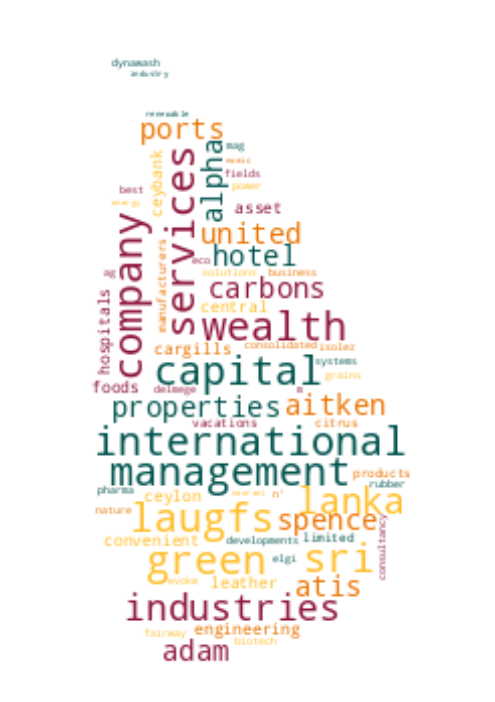 dynawash
industry
renewable
ports
alpha
mag
services
ceybank
fields
power
best
asset
company
united
hotel
manufacturers
eco
solutions
business
ag
carbons
hospitals
central
wealth
cargills
consolidated
isolez
capital
systems
grains
foods
delmege
properties
aitken
vacations
citrus
international
management
products
rubber
pharma
ceylon
n'
lanka
nature
laugfs
spence
convenient
developments
limited
consultancy
green
elgi
sri
evoke
leather
atis
industries
fairway
engineering
biotech
adam